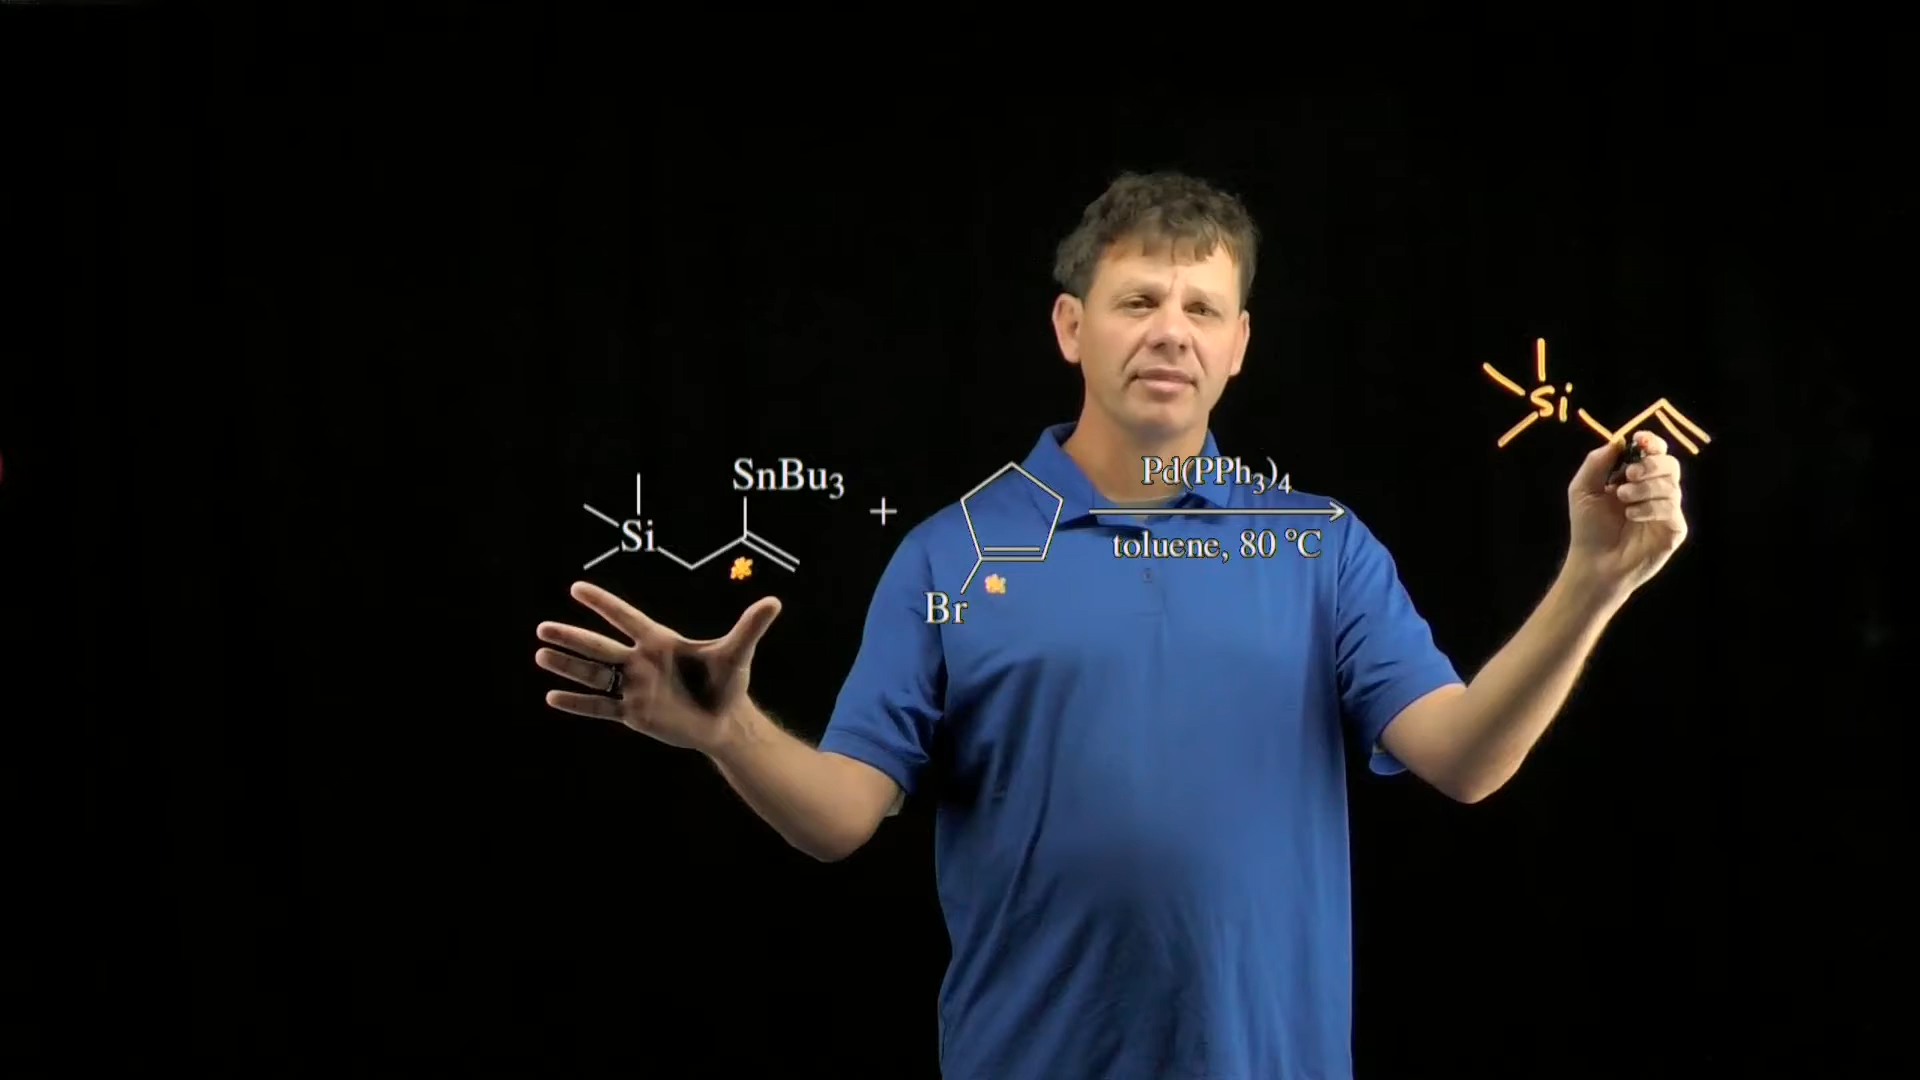 Si
SnBu3
Si
+
Pd(PPh3)4
toluene, 80 °C
Br